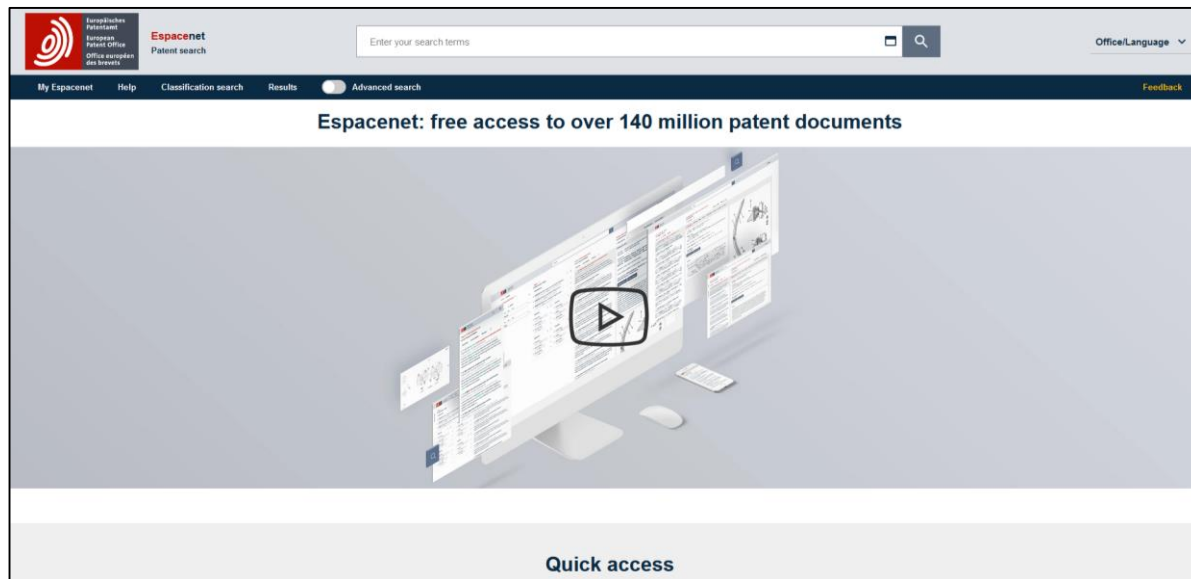 Europäisches
Patentamt
European
Patent Office
Office européen
des brevets
Espacenet
Patent search
Enter your search terms
Office/Language
My Espacenet Help Classification search Results Advanced search Feedback
Espacenet: free access to over 140 million patent documents
Quick access